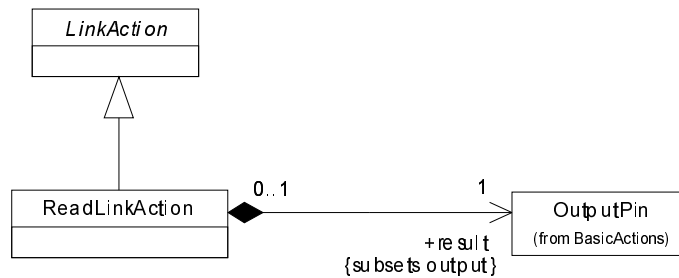 LinkAction
ReadLinkAction
0..1
1
+result
{subsets output}
OutputPin
(from BasicActions)